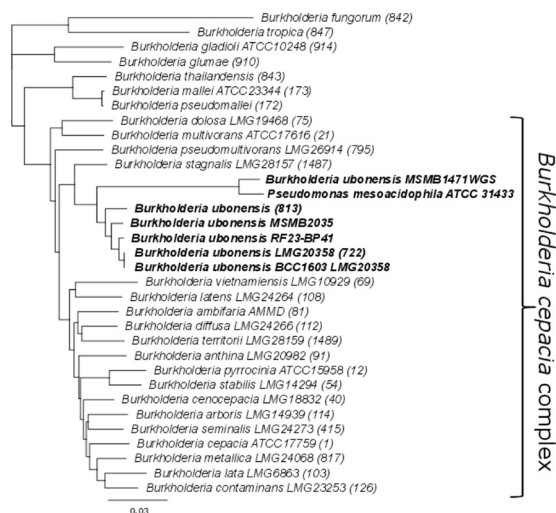 Burkholderia fungorum (842)
Burkholderia tropica (847)
Burkholderia gladioli ATCC10248 (914)
Burkholderia glumae (910)
Burkholderia thailandensis (843)
Burkholderia mallei ATCC23344 (173)
Burkholderia pseudomallei (172)
Burkholderia dolosa LMG19468 (75)
Burkholderia multivorans ATCC17616 (21)
Burkholderia pseudomultivorans LMG26914 (795)
Burkholderia stagnalis LMG28157 (1487)
Burkholderia ubonensis MSMB1471WGS
Pseudomonas mesoacidophila ATCC 31433
Burkholderia ubonensis (813)
Burkholderia ubonensis MSMB2035
Burkholderia ubonensis RF23-BP41
Burkholderia ubonensis LMG20358 (722)
Burkholderia ubonensis BCC1603 LMG20358
Burkholderia vietnamiensis LMG10929 (69)
Burkholderia latens LMG24264 (108)
Burkholderia ambifaria AMMD (81)
Burkholderia diffusa LMG24266 (112)
Burkholderia territorii LMG28159 (1489)
Burkholderia anthina LMG20982 (91)
Burkholderia pyrrocinia ATCC15958 (12)
Burkholderia stabilis LMG14294 (54)
Burkholderia cenocepacia LMG18832 (40)
Burkholderia arboris LMG14939 (114)
Burkholderia seminalis LMG24273 (415)
Burkholderia cepacia ATCC17759 (1)
Burkholderia metallica LMG24068 (817)
Burkholderia lata LMG6863 (103)
Burkholderia contaminans LMG23253 (126)
0.03
Burkholderia cepacia complex